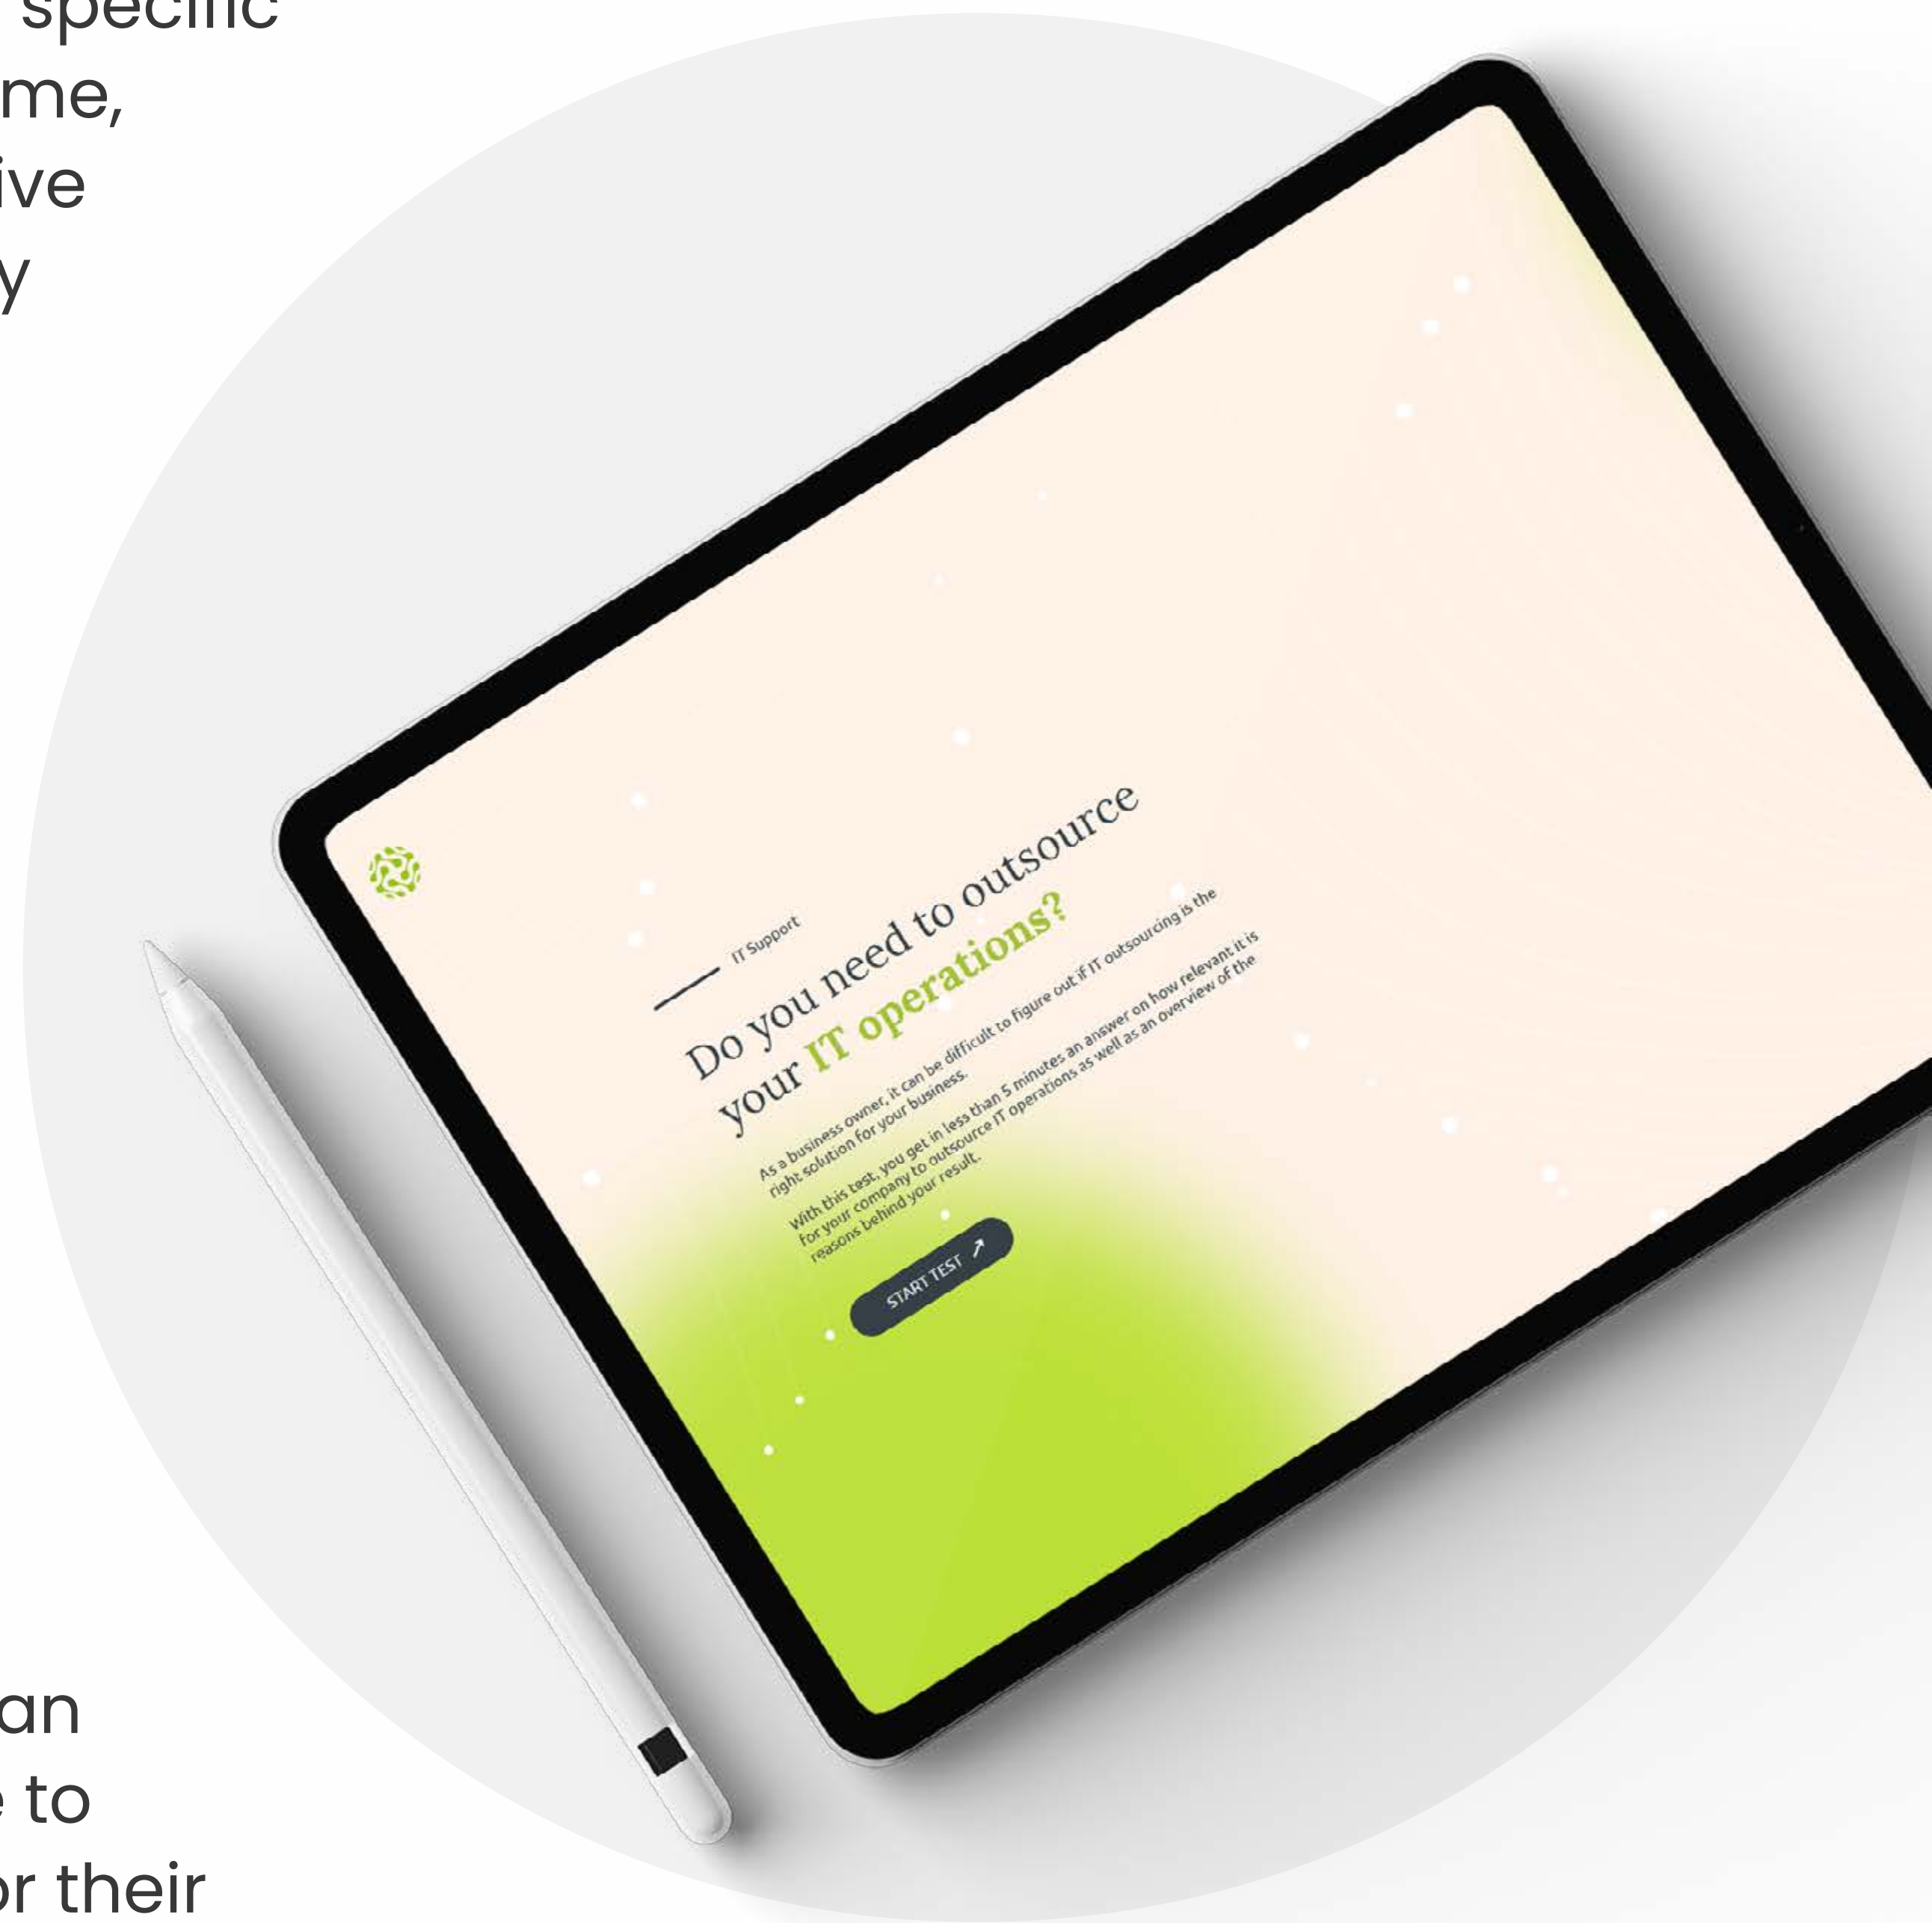 specific
me,
ive
y
IT Support
Do you need to outsource
your IT operations?
As a business owner, it can be difficult to figure out if IT outsourcing is the
right solution for your business.
With this test, you get in less than 5 minutes an answer on how relevant it is
for your company to outsource IT operations as well as an overview of the
reasons behind your result.
START TEST ↗
an
e to
or their